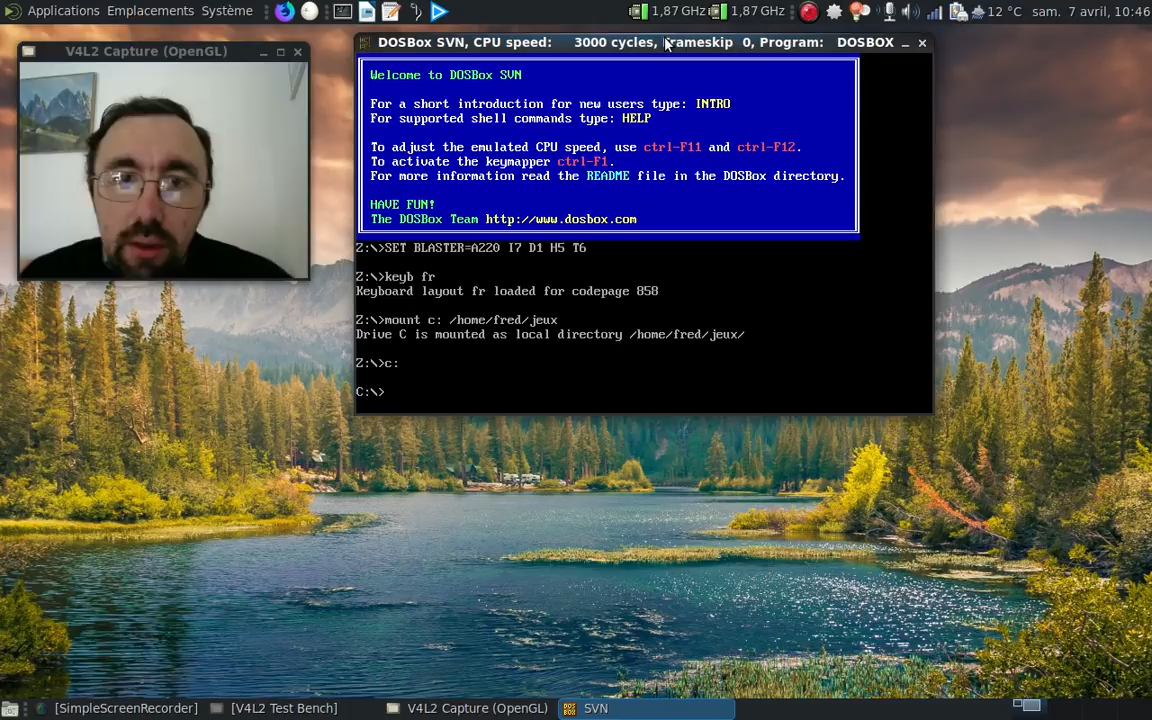 Applications Emplacements Système 1,87 GHz 1,87 GHz 12 °C sam. 7 avril, 10:46
V4L2 Capture (OpenGL)
DOSBox SVN, CPU speed: 3000 cycles, Frameskip 0, Program: DOSBOX
Welcome to DOSBox SVN
For a short introduction for new users type: INTRO
For supported shell commands type: HELP
To adjust the emulated CPU speed, use ctrl-F11 and ctrl-F12.
To activate the keymapper ctrl-F1.
For more information read the README file in the DOSBox directory.
HAVE FUN!
The DOSBox Team http://www.dosbox.com
Z:\>SET BLASTER=A220 I7 D1 H5 T6
Z:\>keyb fr
Keyboard layout fr loaded for codepage 858
Z:\>mount c: /home/fred/jeux
Drive C is mounted as local directory /home/fred/jeux/
Z:\>c:
C:\>
[SimpleScreenRecorder] [V4L2 Test Bench] V4L2 Capture (OpenGL) DOS BOX SVN